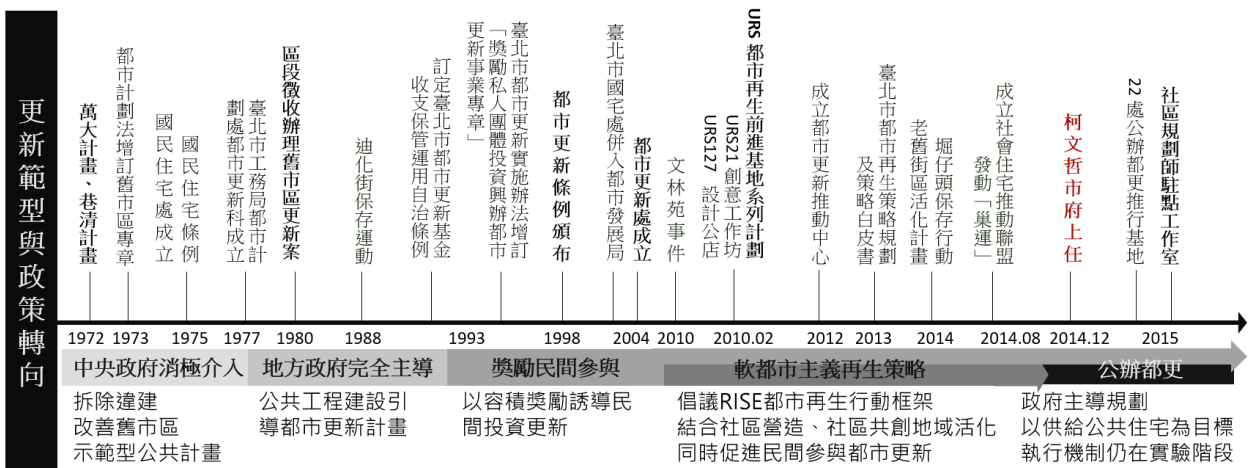 更新範型與政策轉向
萬大計畫、巷清計畫
都市計劃法增訂舊市區專章
國民住宅處成立
國民住宅條例
臺北市工務局都市計
劃處都市更新科成立
區段徵收辦理舊市區更新案
迪化街保存運動
訂定臺北市都市更新基金
收支保管運用自治條例
臺北市都市更新實施辦法增訂
「獎勵私人團體投資興辦都市
更新事業專章」
都市更新條例頒布
臺北市國宅處併入都市發展局
都市更新處成立
文林苑事件
URS 都市再生前進基地系列計劃
URS21 創意工作坊
URS127 設計公店
成立都市更新推動中心
臺北市都市再生策略規劃
及策略白皮書
老舊街區活化計畫
堀仔頭保存行動
成立社會住宅推動聯盟
發動「巢運」
柯文哲市府上任
22 處公辦都更推行基地
社區規劃師駐點工作室
1972 1973 1975 1977 1980 1988 1993 1998 2004 2010 2010.02 2012 2013 2014 2014.08 2014.12 2015
中央政府消極介入 地方政府完全主導 獎勵民間參與 軟都市主義再生策略 公辦都更
拆除違建
改善舊市區
示範型公共計畫
公共工程建設引
導都市更新計畫
以容積獎勵誘導民
間投資更新
倡議RISE都市再生行動框架
結合社區營造、社區共創地域活化
同時促進民間參與都市更新
政府主導規劃
以供給公共住宅為目標
執行機制仍在實驗階段